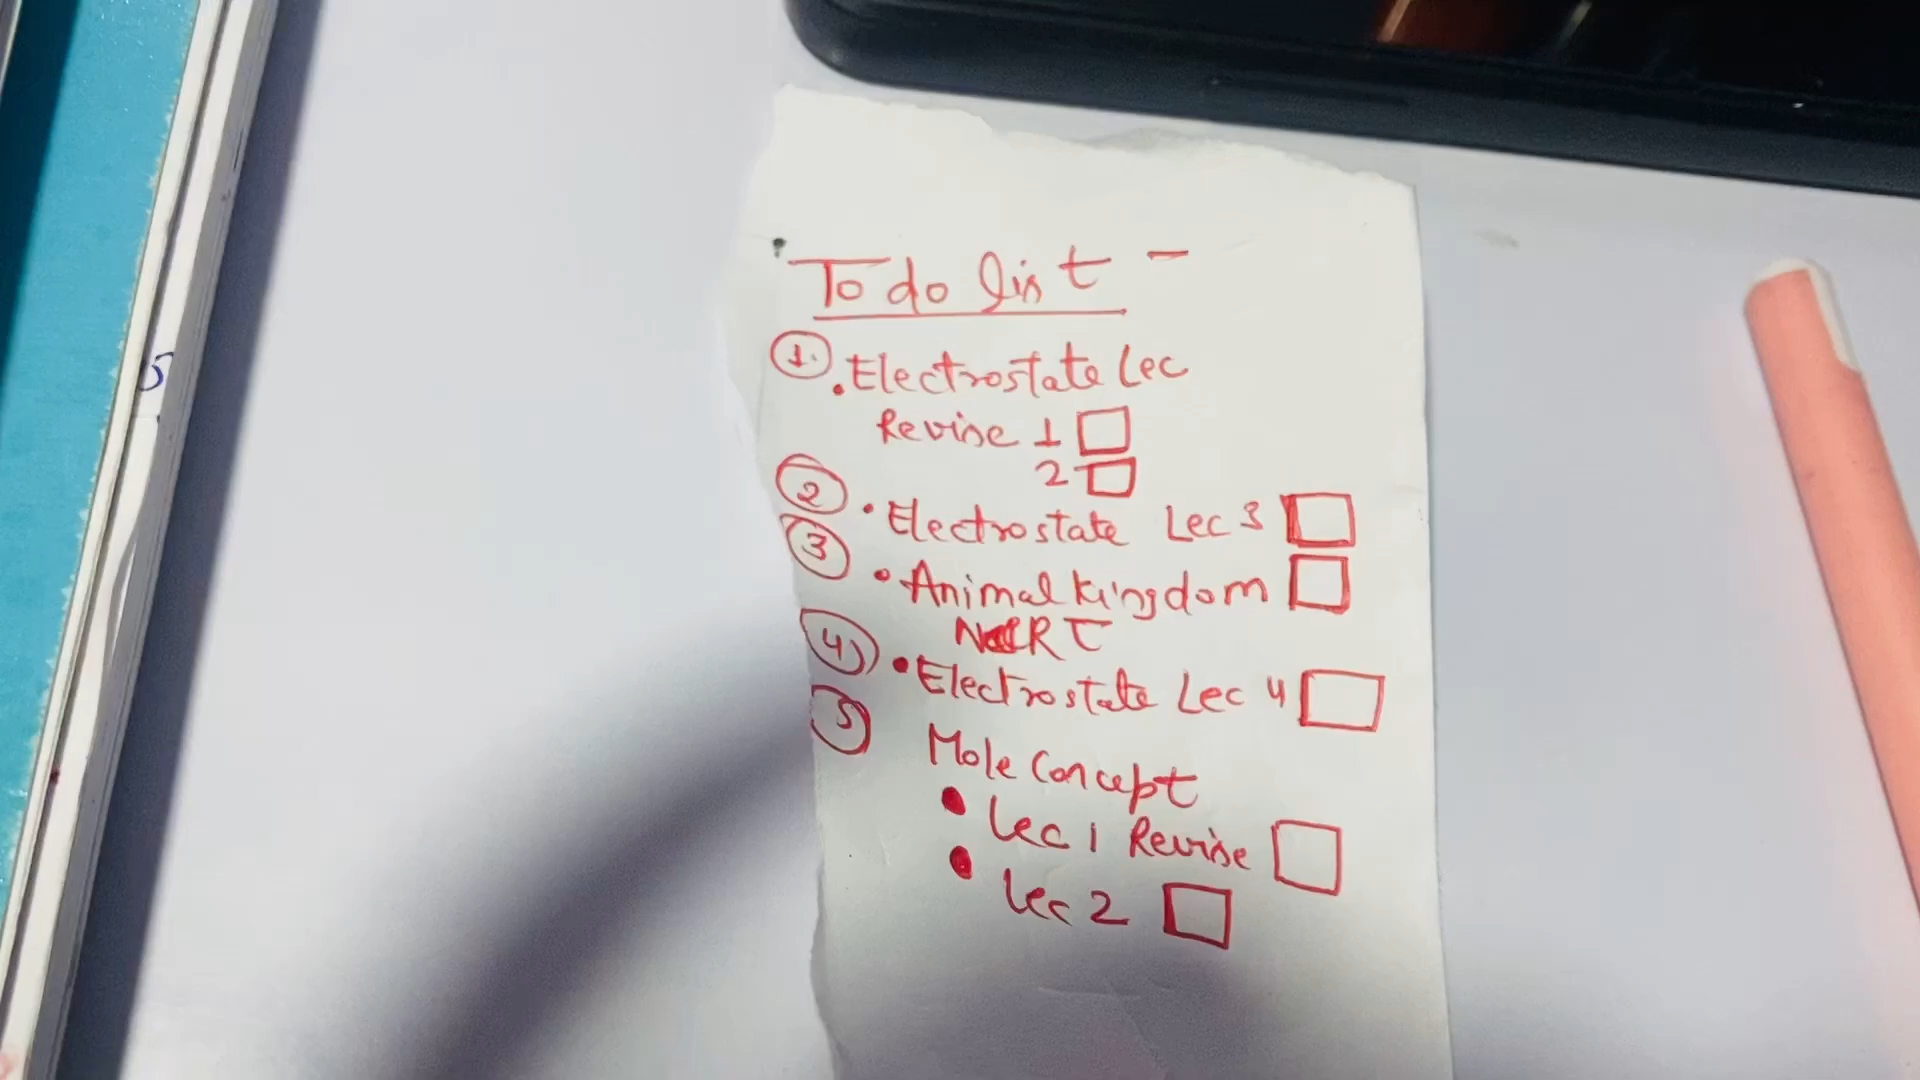 To do list -
1. Electrostate Lec
Revise 1
2
2 • Electrostate Lec 3
3 • Animal Kingdom
NCRT
4) • Electrostate Lec 4
5 Mole Concept
• Lec 1 Revise
• Lec 2